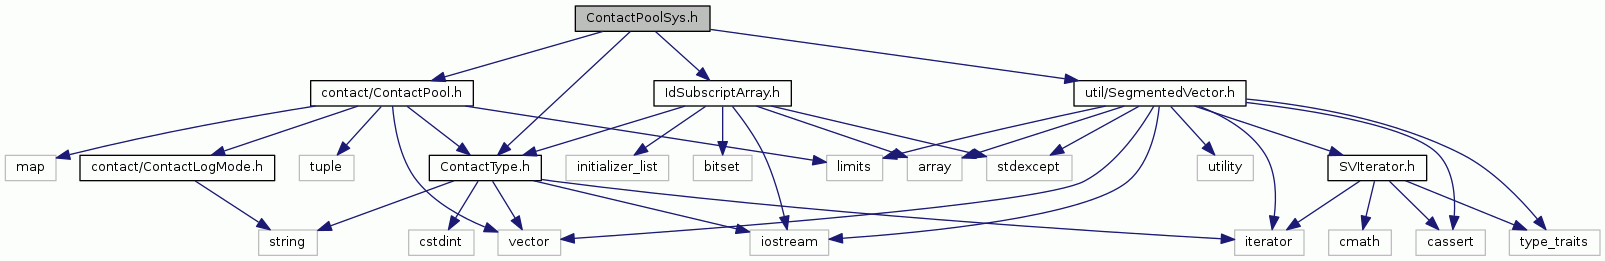 ContactPoolSys.h
contact/ContactPool.h
IdSubscriptArray.h
util/SegmentedVector.h
map
contact/ContactLogMode.h
tuple
ContactType.h
initializer_list
bitset
limits
array
stdexcept
utility
SVIterator.h
string
cstdint
vector
iostream
iterator
cmath
cassert
type_traits